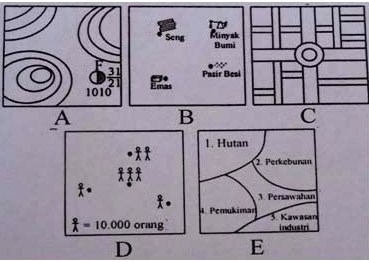 F
31
21
1010
A
Seng
Minyak
Bumi
Pasir Besi
Emas
B
C
= 10.000 orang
D
1. Hutan
2. Perkebunan
3. Persawahan
4. Pemukiman
5. Kawasan
industri
E